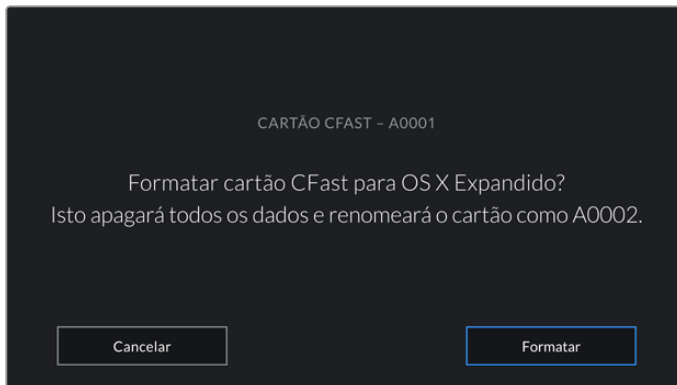 CARTÃO CFAST – A0001
Formatar cartão CFast para OS X Expandido?
Isto apagará todos os dados e renomeará o cartão como A0002.
Cancelar
Formatar